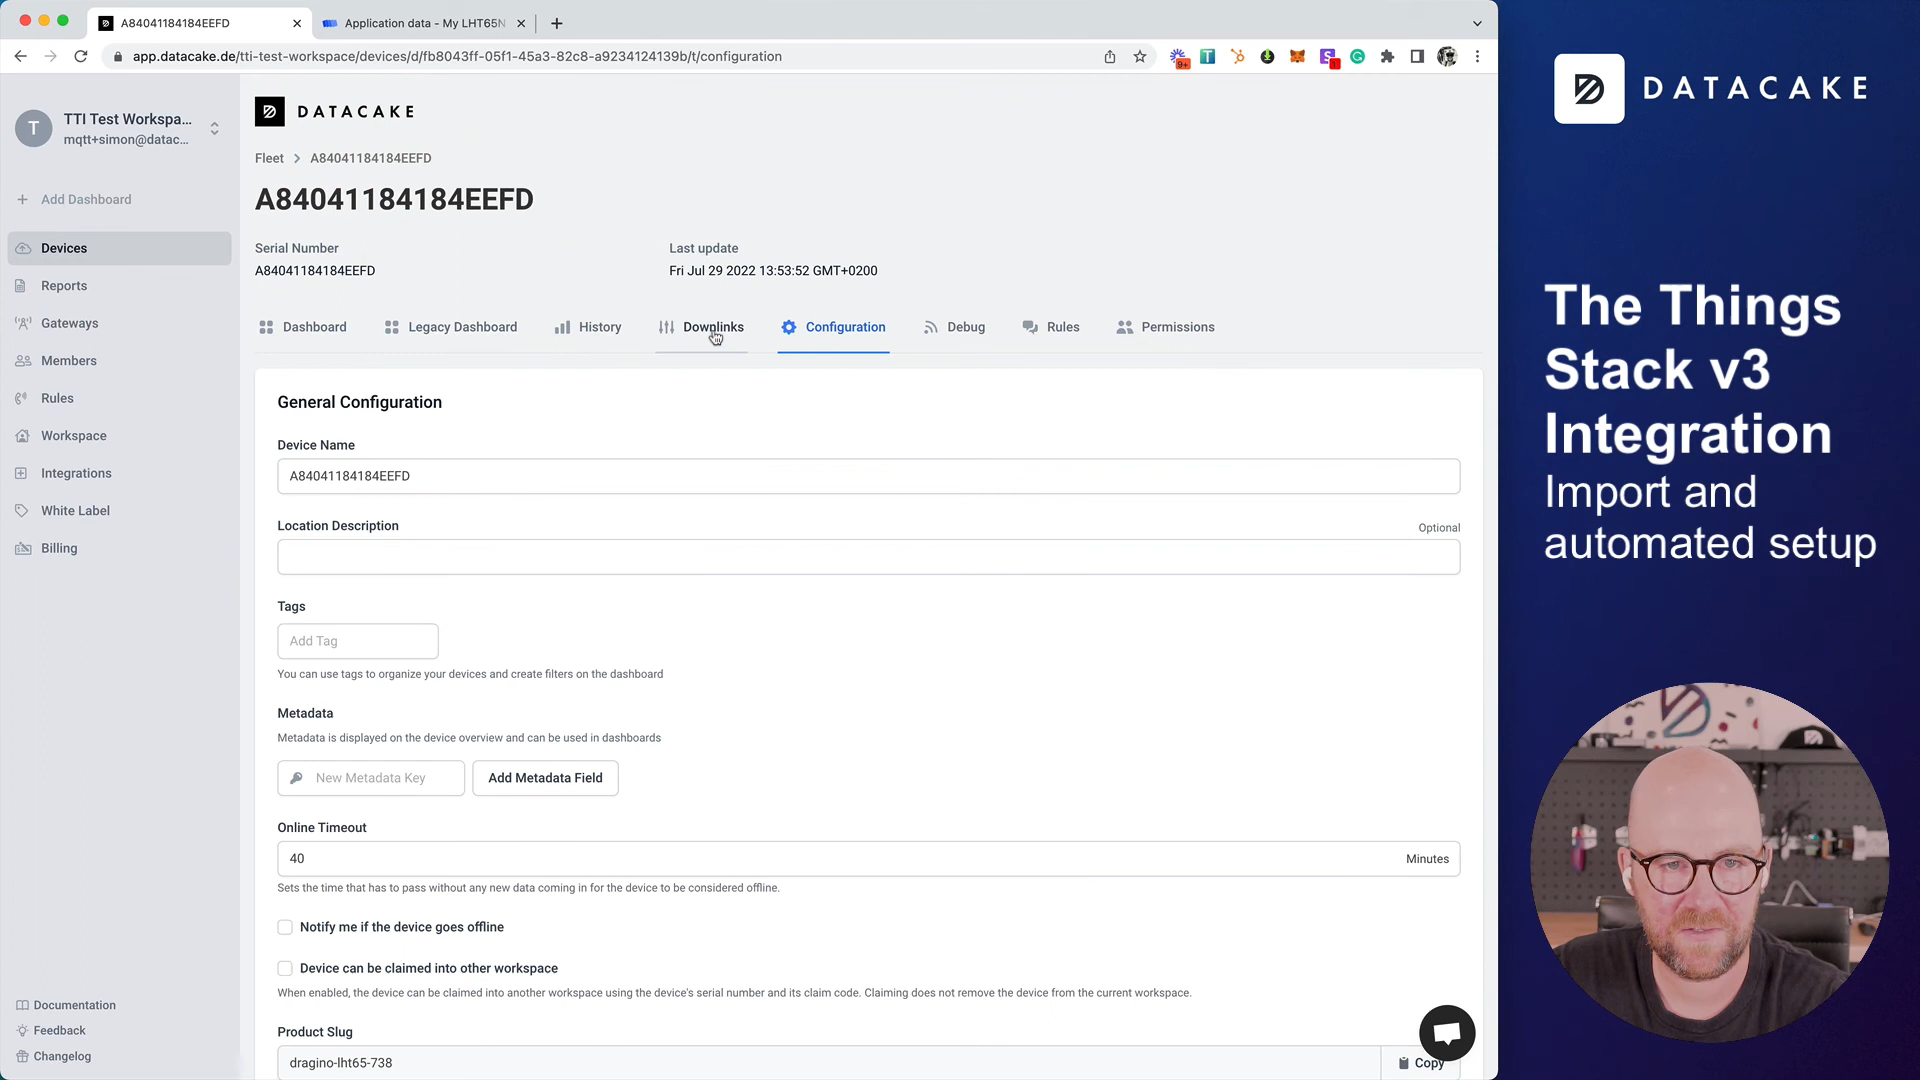 A84041184184EEFD
Application data - My LHT65N
app.datacake.de/tti-test-workspace/devices/d/fb8043ff-05f1-45a3-82c8-a9234124139b/t/configuration
9+
1
T
TTI Test Workspa...
mqtt+simon@datac...
Add Dashboard
Devices
Reports
Gateways
Members
Rules
Workspace
Integrations
White Label
Billing
Documentation
Feedback
Changelog
DATACAKE
Fleet > A84041184184EEFD
A84041184184EEFD
Serial Number
A84041184184EEFD
Last update
Fri Jul 29 2022 13:53:52 GMT+0200
Dashboard
Legacy Dashboard
History
Downlinks
Configuration
Debug
Rules
Permissions
General Configuration
Device Name
A84041184184EEFD
Location Description
Optional
Tags
Add Tag
You can use tags to organize your devices and create filters on the dashboard
Metadata
Metadata is displayed on the device overview and can be used in dashboards
New Metadata Key
Add Metadata Field
Online Timeout
40
Minutes
Sets the time that has to pass without any new data coming in for the device to be considered offline.
Notify me if the device goes offline
Device can be claimed into other workspace
When enabled, the device can be claimed into another workspace using the device's serial number and its claim code. Claiming does not remove the device from the current workspace.
Product Slug
dragino-lht65-738
Copy
DATACAKE
The Things
Stack v3
Integration
Import and
automated setup